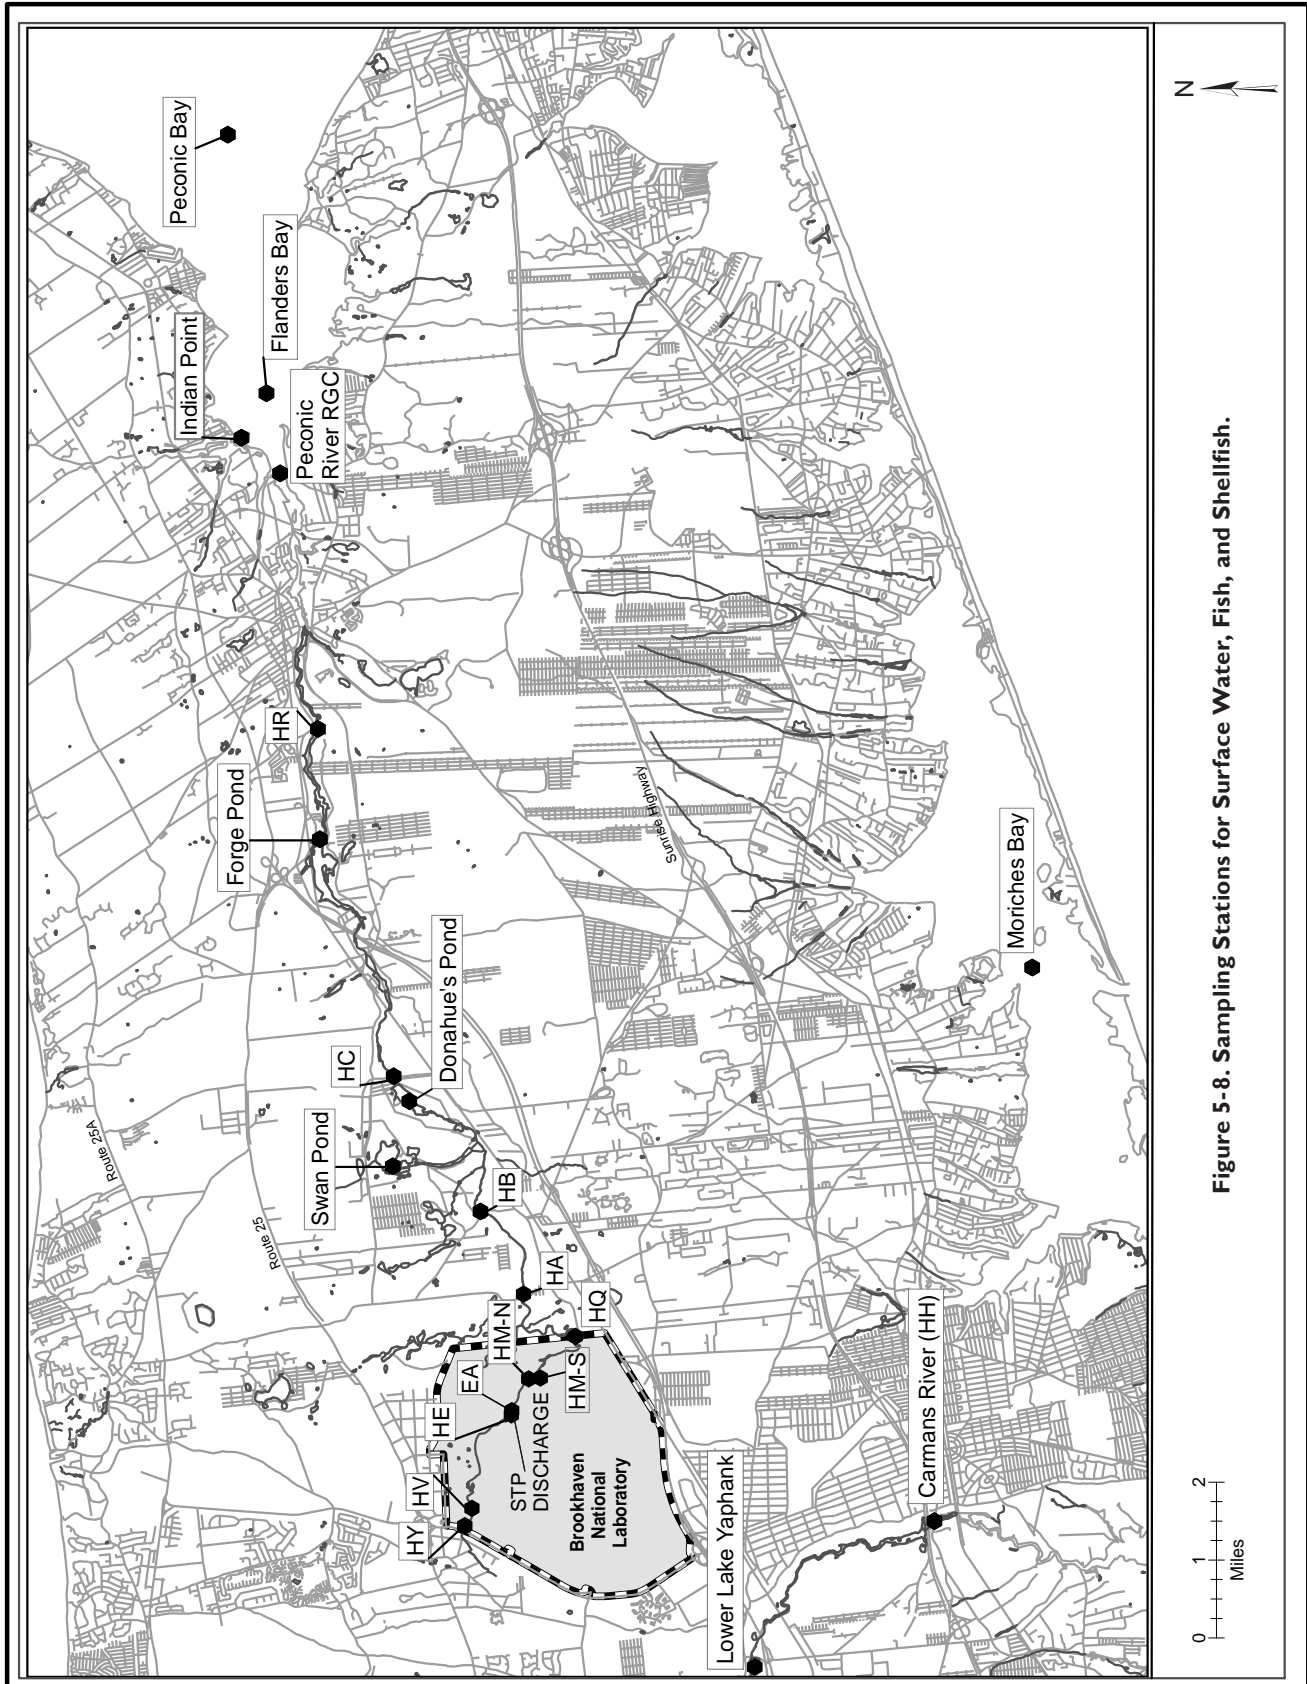 Peconic Bay
Flanders Bay
Indian Point
Peconic
River RGC
HR
Forge Pond
Donahue's Pond
HC
Swan Pond
HB
HA
HQ
HM-N
HM-S
EA
HE
HV
HY
STP
DISCHARGE
Brookhaven
National
Laboratory
Route 25A
Route 25
Sunrise Highway
Moriches Bay
Carmans River (HH)
Lower Lake Yaphank
0
1
2
Miles
N
Figure 5-8. Sampling Stations for Surface Water, Fish, and Shellfish.